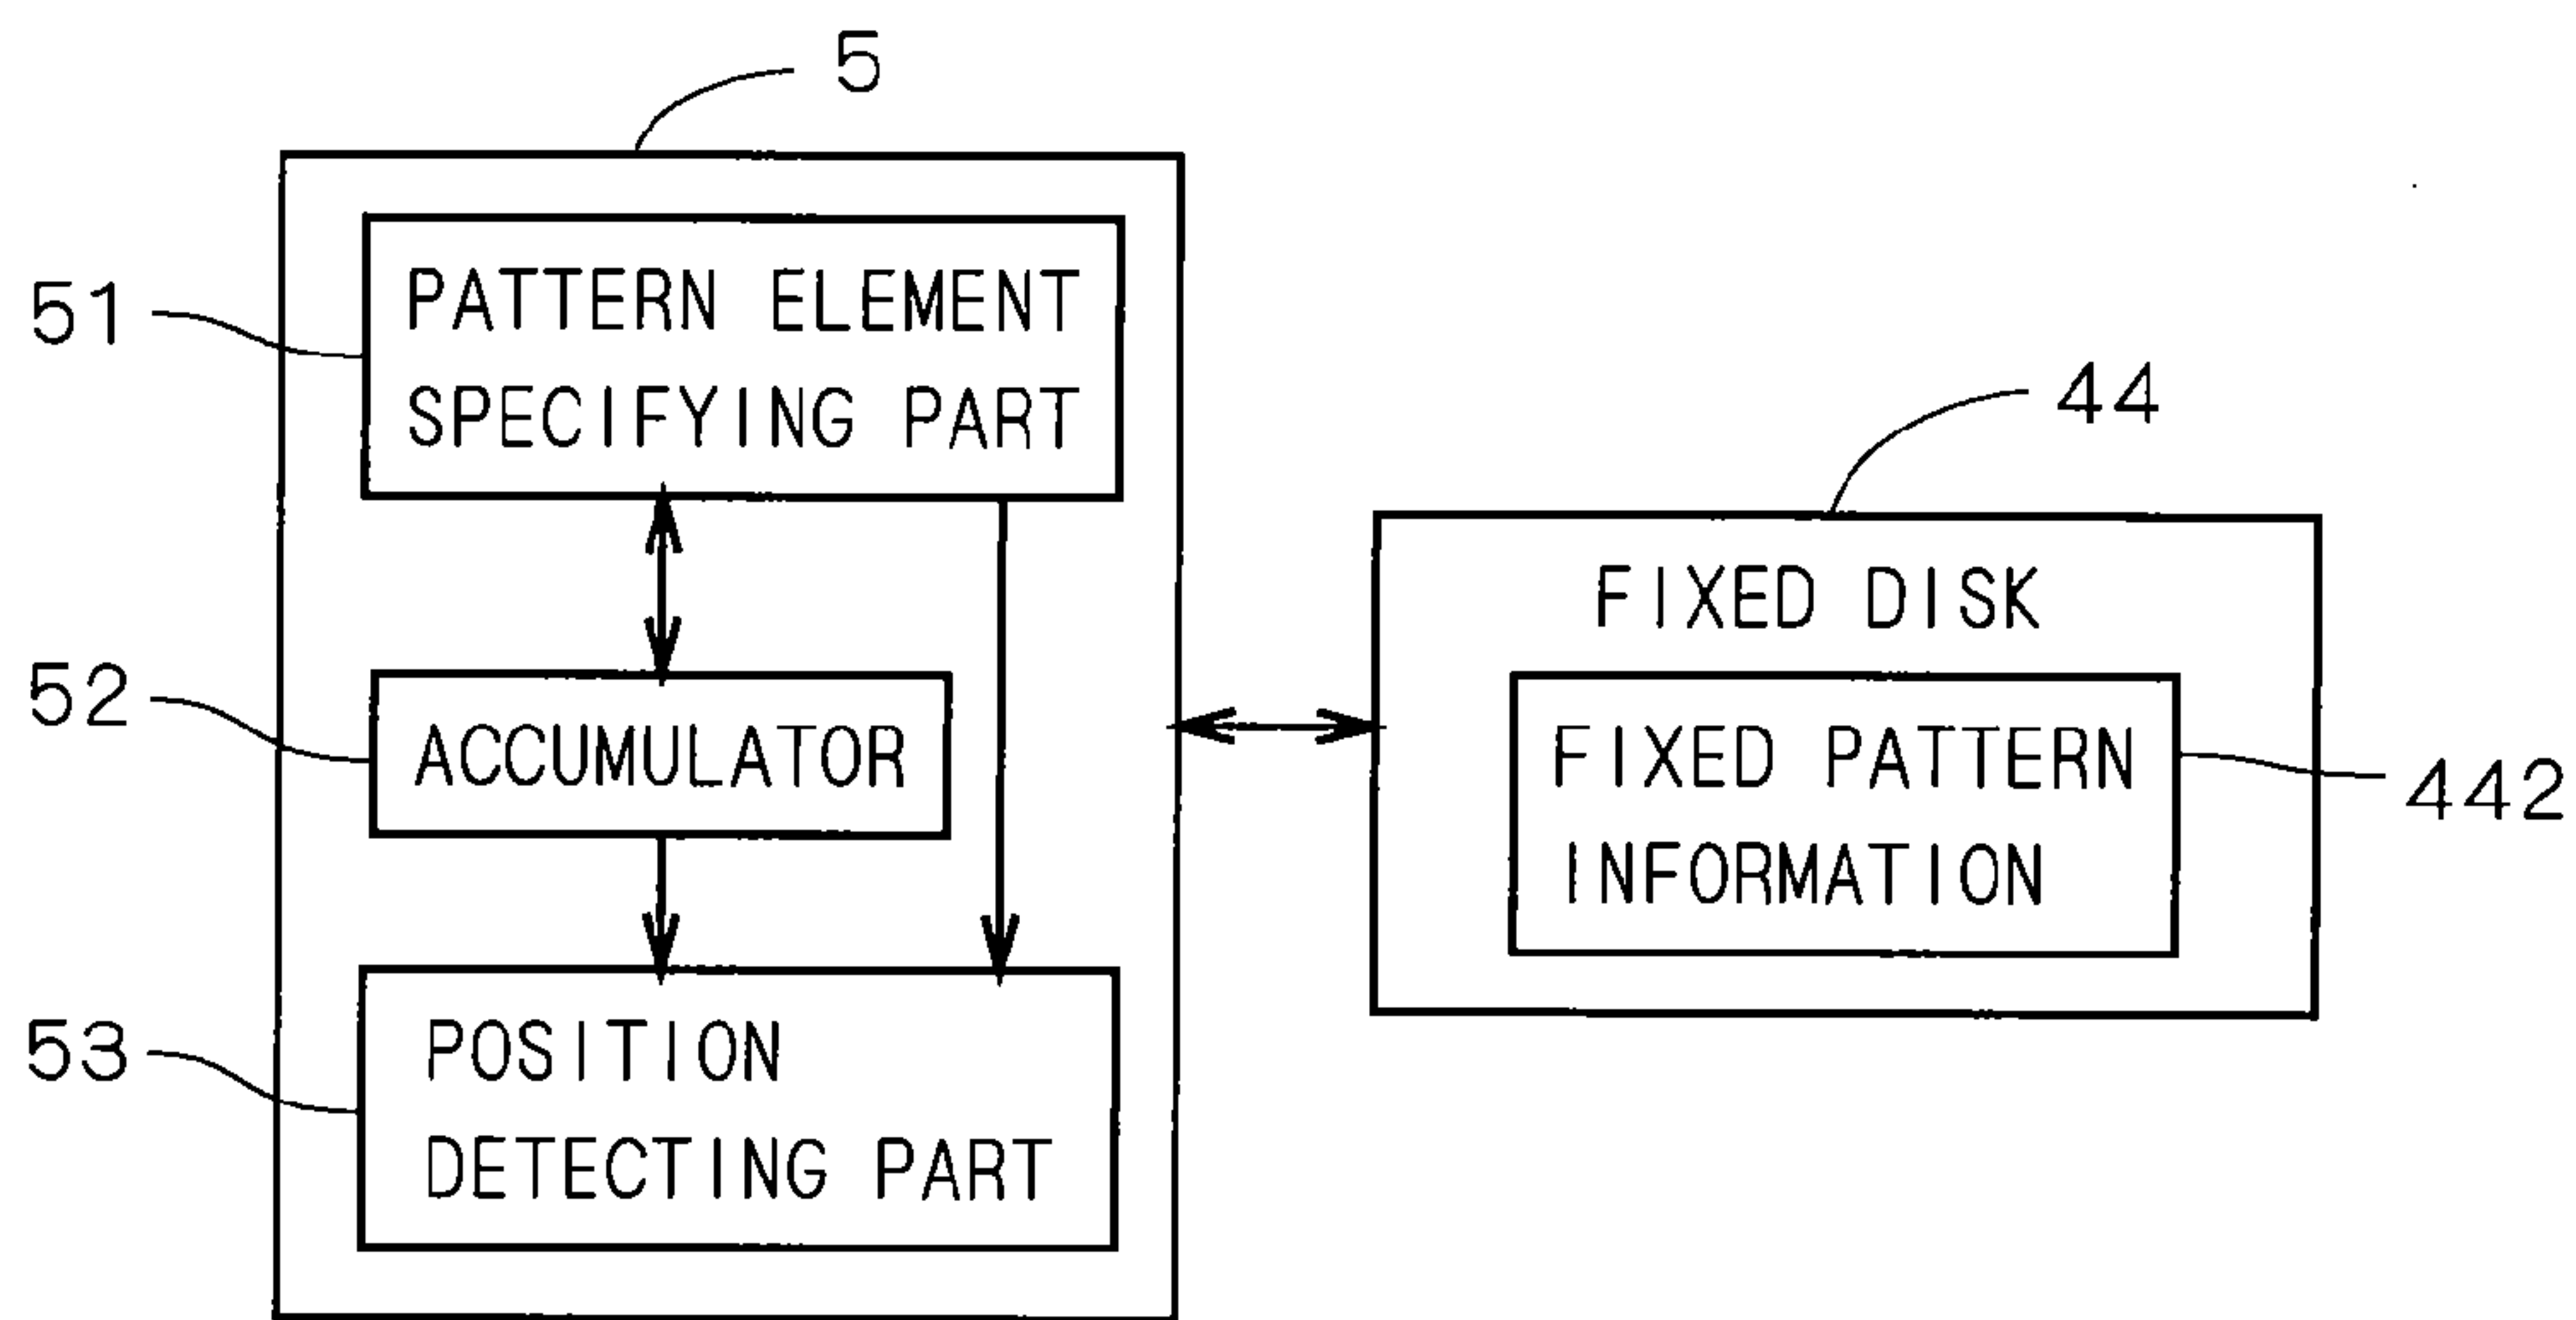 5
51
PATTERN ELEMENT
SPECIFYING PART
44
FIXED DISK
52
ACCUMULATOR
FIXED PATTERN
INFORMATION
442
53
POSITION
DETECTING PART